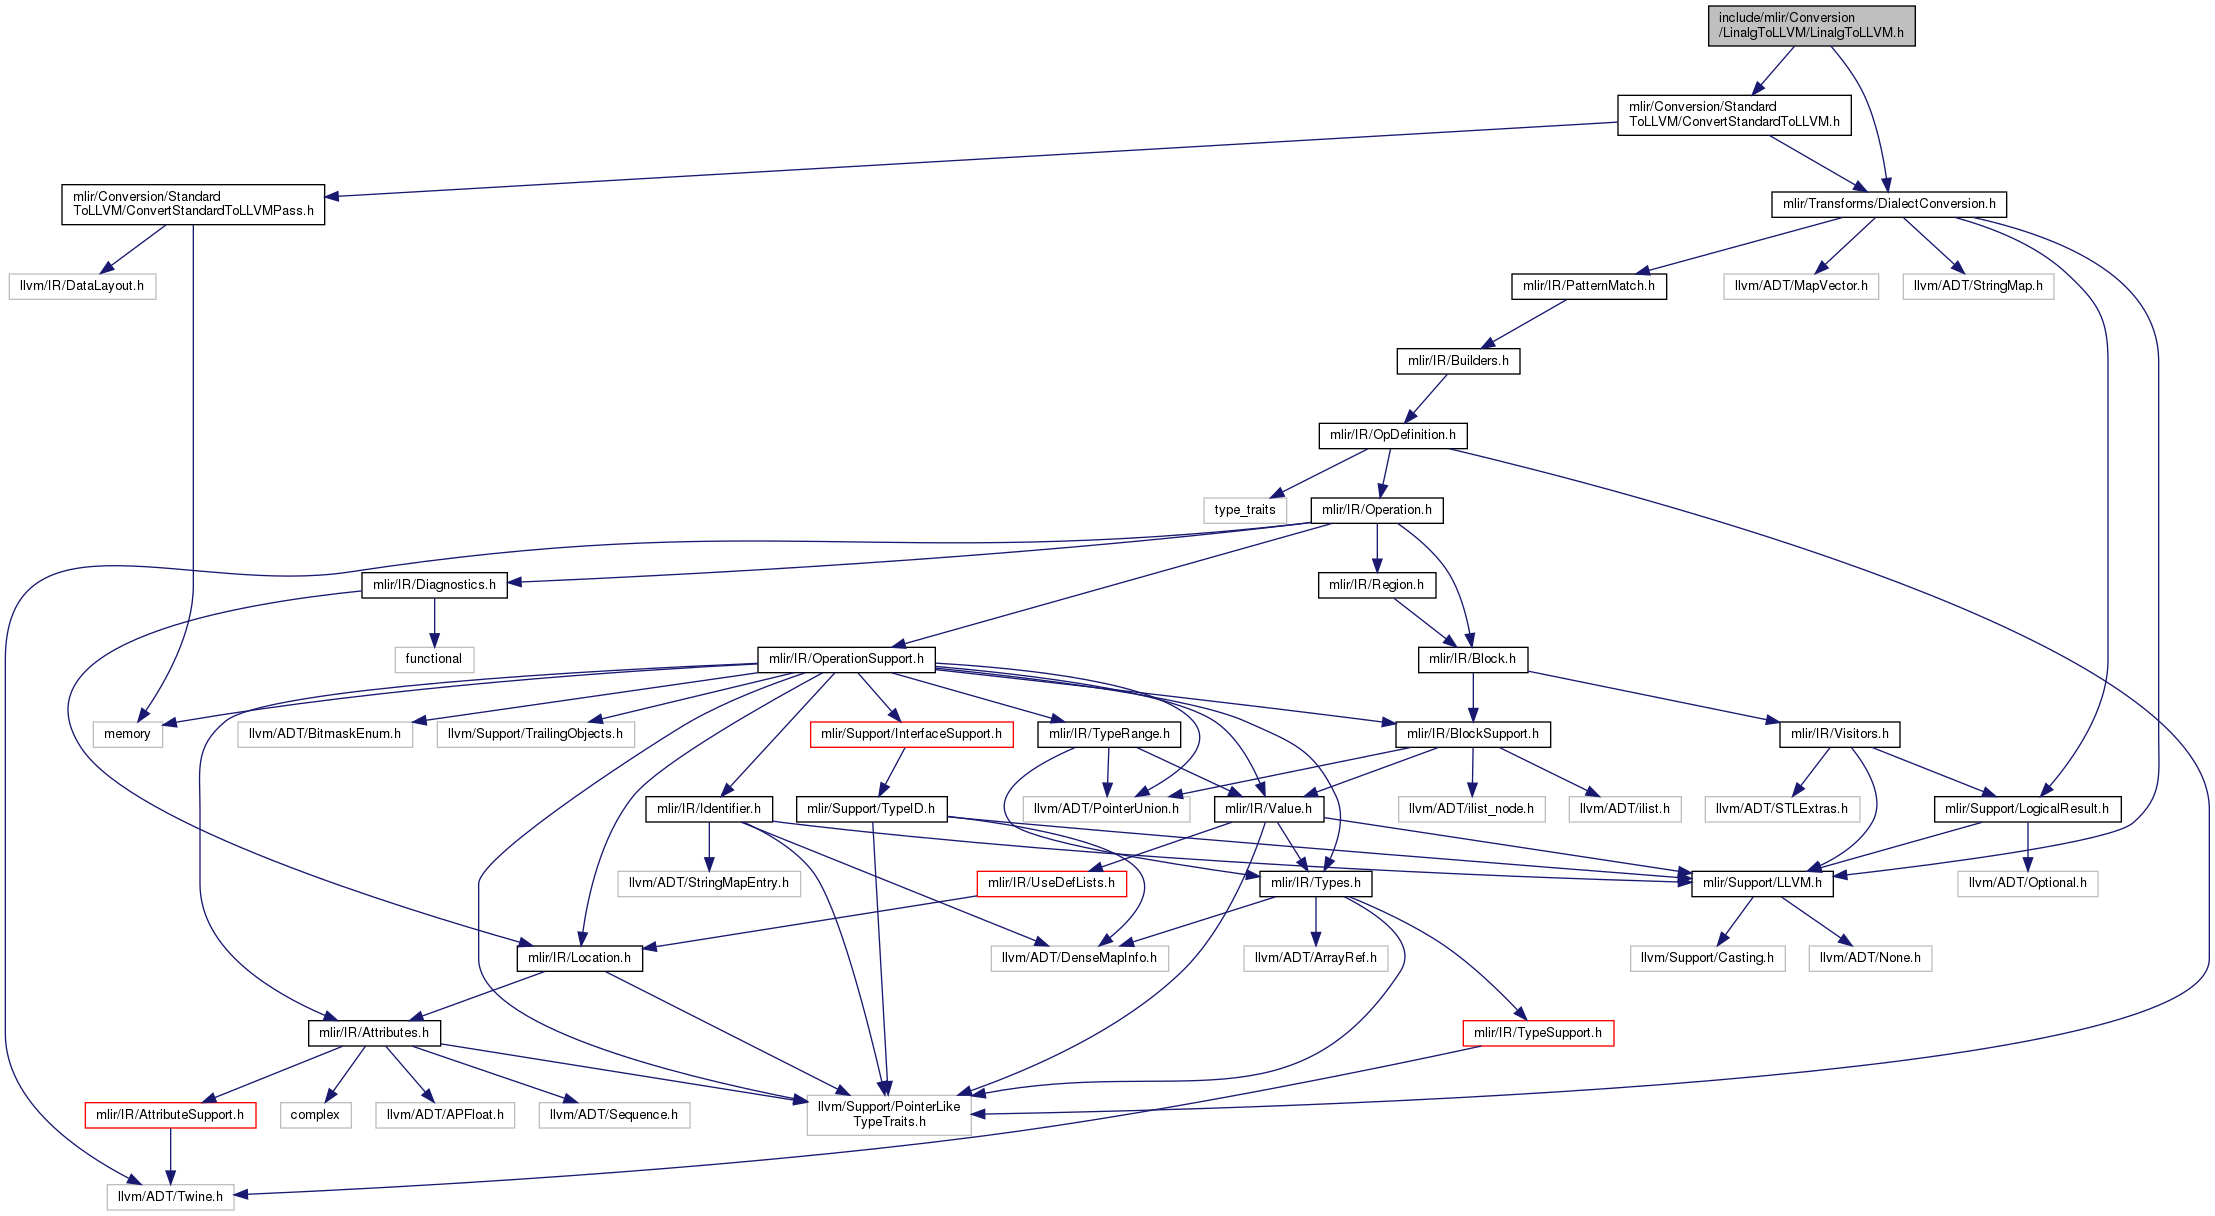 include/mlir/Conversion
/LinalgToLLVM/LinalgToLLVM.h
mlir/Conversion/Standard
ToLLVM/ConvertStandardToLLVM.h
mlir/Conversion/Standard
ToLLVM/ConvertStandardToLLVMPass.h
mlir/Transforms/DialectConversion.h
llvm/IR/DataLayout.h
mlir/IR/PatternMatch.h
llvm/ADT/MapVector.h
llvm/ADT/StringMap.h
mlir/IR/Builders.h
mlir/IR/OpDefinition.h
type_traits
mlir/IR/Operation.h
mlir/IR/Diagnostics.h
mlir/IR/Region.h
functional
mlir/IR/OperationSupport.h
mlir/IR/Block.h
memory
llvm/ADT/BitmaskEnum.h
llvm/Support/TrailingObjects.h
mlir/Support/InterfaceSupport.h
mlir/IR/TypeRange.h
mlir/IR/BlockSupport.h
mlir/IR/Visitors.h
mlir/IR/Identifier.h
mlir/Support/TypeID.h
llvm/ADT/PointerUnion.h
mlir/IR/Value.h
llvm/ADT/ilist_node.h
llvm/ADT/ilist.h
llvm/ADT/STLExtras.h
mlir/Support/LogicalResult.h
llvm/ADT/StringMapEntry.h
mlir/IR/UseDefLists.h
mlir/IR/Types.h
mlir/Support/LLVM.h
llvm/ADT/Optional.h
mlir/IR/Location.h
llvm/ADT/DenseMapInfo.h
llvm/ADT/ArrayRef.h
llvm/Support/Casting.h
llvm/ADT/None.h
mlir/IR/Attributes.h
mlir/IR/TypeSupport.h
mlir/IR/AttributeSupport.h
complex
llvm/ADT/APFloat.h
llvm/ADT/Sequence.h
llvm/Support/PointerLike
TypeTraits.h
llvm/ADT/Twine.h